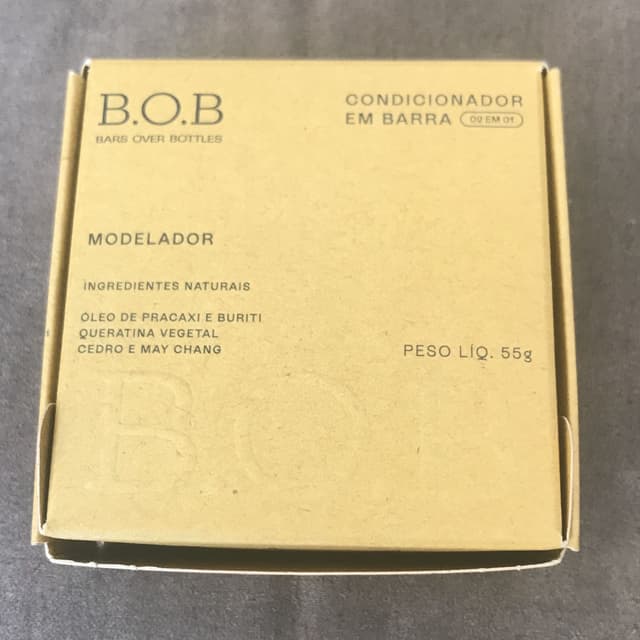 B.O.B
BARS OVER BOTTLES
CONDICIONADOR
EM BARRA 02 EM 01
MODELADOR
INGREDIENTES NATURAIS
ÓLEO DE PRACAXI E BURITI
QUERATINA VEGETAL
CEDRO E MAY CHANG
PESO LÍQ. 55g
B.O.B